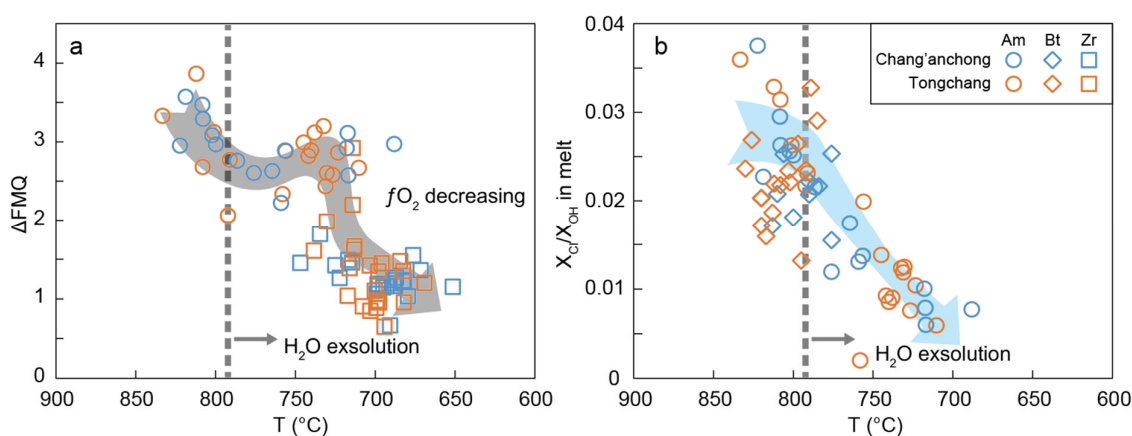 a
ΔFMQ
4
3
2
1
0
fO₂ decreasing
H₂O exsolution
900 850 800 750 700 650 600
T (°C)
b
X_Cl/X_OH in melt
0.04
0.03
0.02
0.01
0
Am Bt Zr
Chang'anchong
Tongchang
H₂O exsolution
900 850 800 750 700 650 600
T (°C)